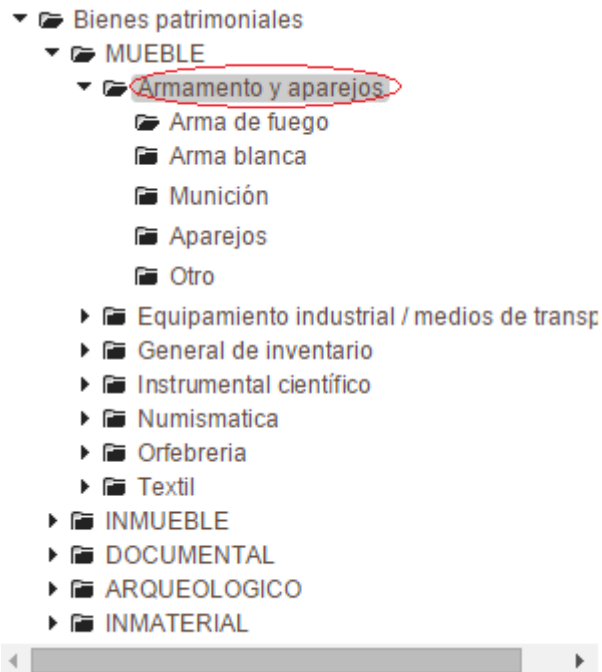 Bienes patrimoniales
MUEBLE
Armamento y aparejos
Arma de fuego
Arma blanca
Munición
Aparejos
Otro
Equipamiento industrial / medios de transp
General de inventario
Instrumental científico
Numismatica
Orfebreria
Textil
INMUEBLE
DOCUMENTAL
ARQUEOLOGICO
INMATERIAL